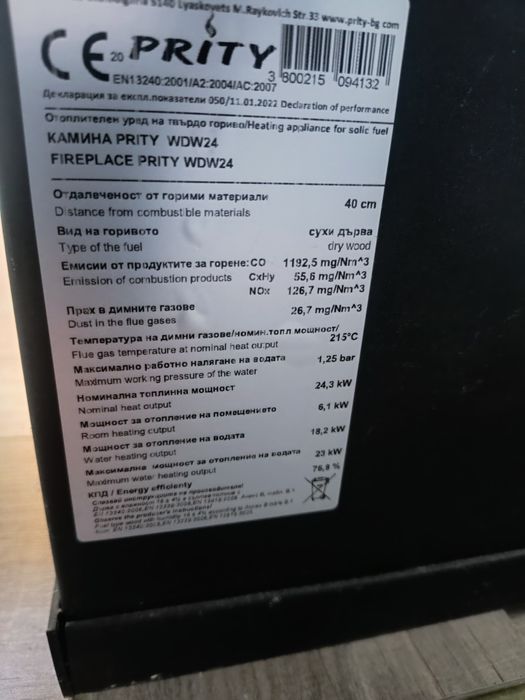 5140 Lyaskovets M.Raykovich Str.33 www.prity-bg com
CE 20 PRITY
3 800215 094132
EN13240:2001/A2:2004/AC:2007
Декларация за експл.показатели 050/11.01.2022 Declaration of performance
Отоплителен уред на твърдо гориво/Heating appliance for solic fuel
КАМИНА PRITY WDW24
FIREPLACE PRITY WDW24
Отдалеченост от горими материали 40 cm
Distance from combustible materials
Вид на горивото сухи дърва
Type of the fuel dry wood
Емисии от продуктите за горене:CO 1192,5 mg/Nm^3
Emission of combustion products CxHy 55,6 mg/Nm^3
NOx 126,7 mg/Nm^3
Прах в димните газове 26,7 mg/Nm^3
Dust in the flue gases
Температура на димни газове/номин.топл мощност/ 215°C
Flue gas temperature at nominal heat output
Максимално работно налягане на водата 1,25 bar
Maximum working pressure of the water
Номинална топлинна мощност 24,3 kW
Nominal heat output
Мощност за отопление на помещението 6,1 kW
Room heating output
Мощност за отопление на водата 18,2 kW
Water heating output
Максимална мощност за отопление на водата 23 kW
Maximum water heating output
КПД / Energy efficienty 76,8 %
Спазвай инструкциите на производителя!
Observe the producer's instructions!